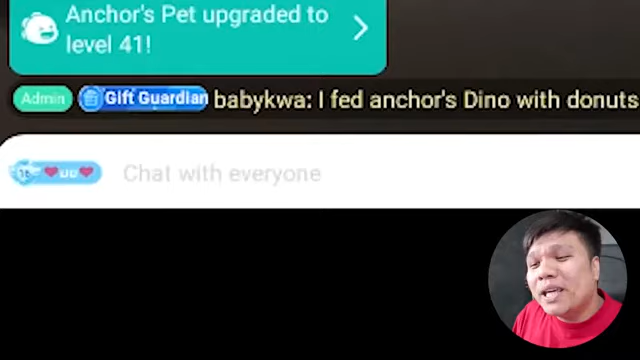 Anchor's Pet upgraded to
level 41!
Admin Gift Guardian babykwa: I fed anchor's Dino with donuts
Chat with everyone